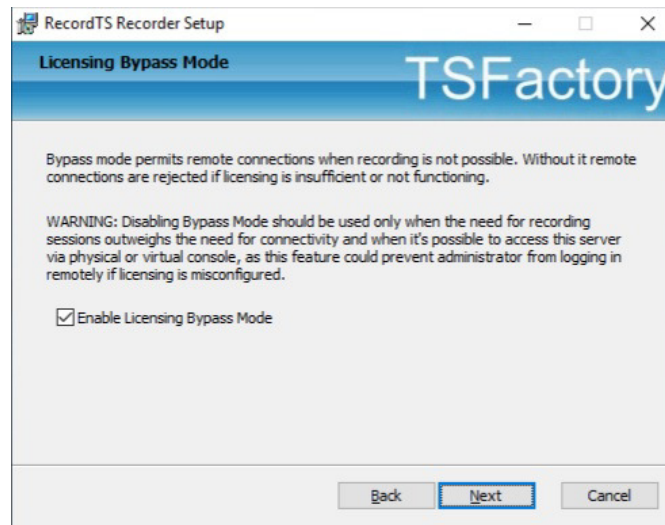 RecordTS Recorder Setup
Licensing Bypass Mode
TSFactory
Bypass mode permits remote connections when recording is not possible. Without it remote
connections are rejected if licensing is insufficient or not functioning.
WARNING: Disabling Bypass Mode should be used only when the need for recording
sessions outweighs the need for connectivity and when it's possible to access this server
via physical or virtual console, as this feature could prevent administrator from logging in
remotely if licensing is misconfigured.
Enable Licensing Bypass Mode
Back Next Cancel